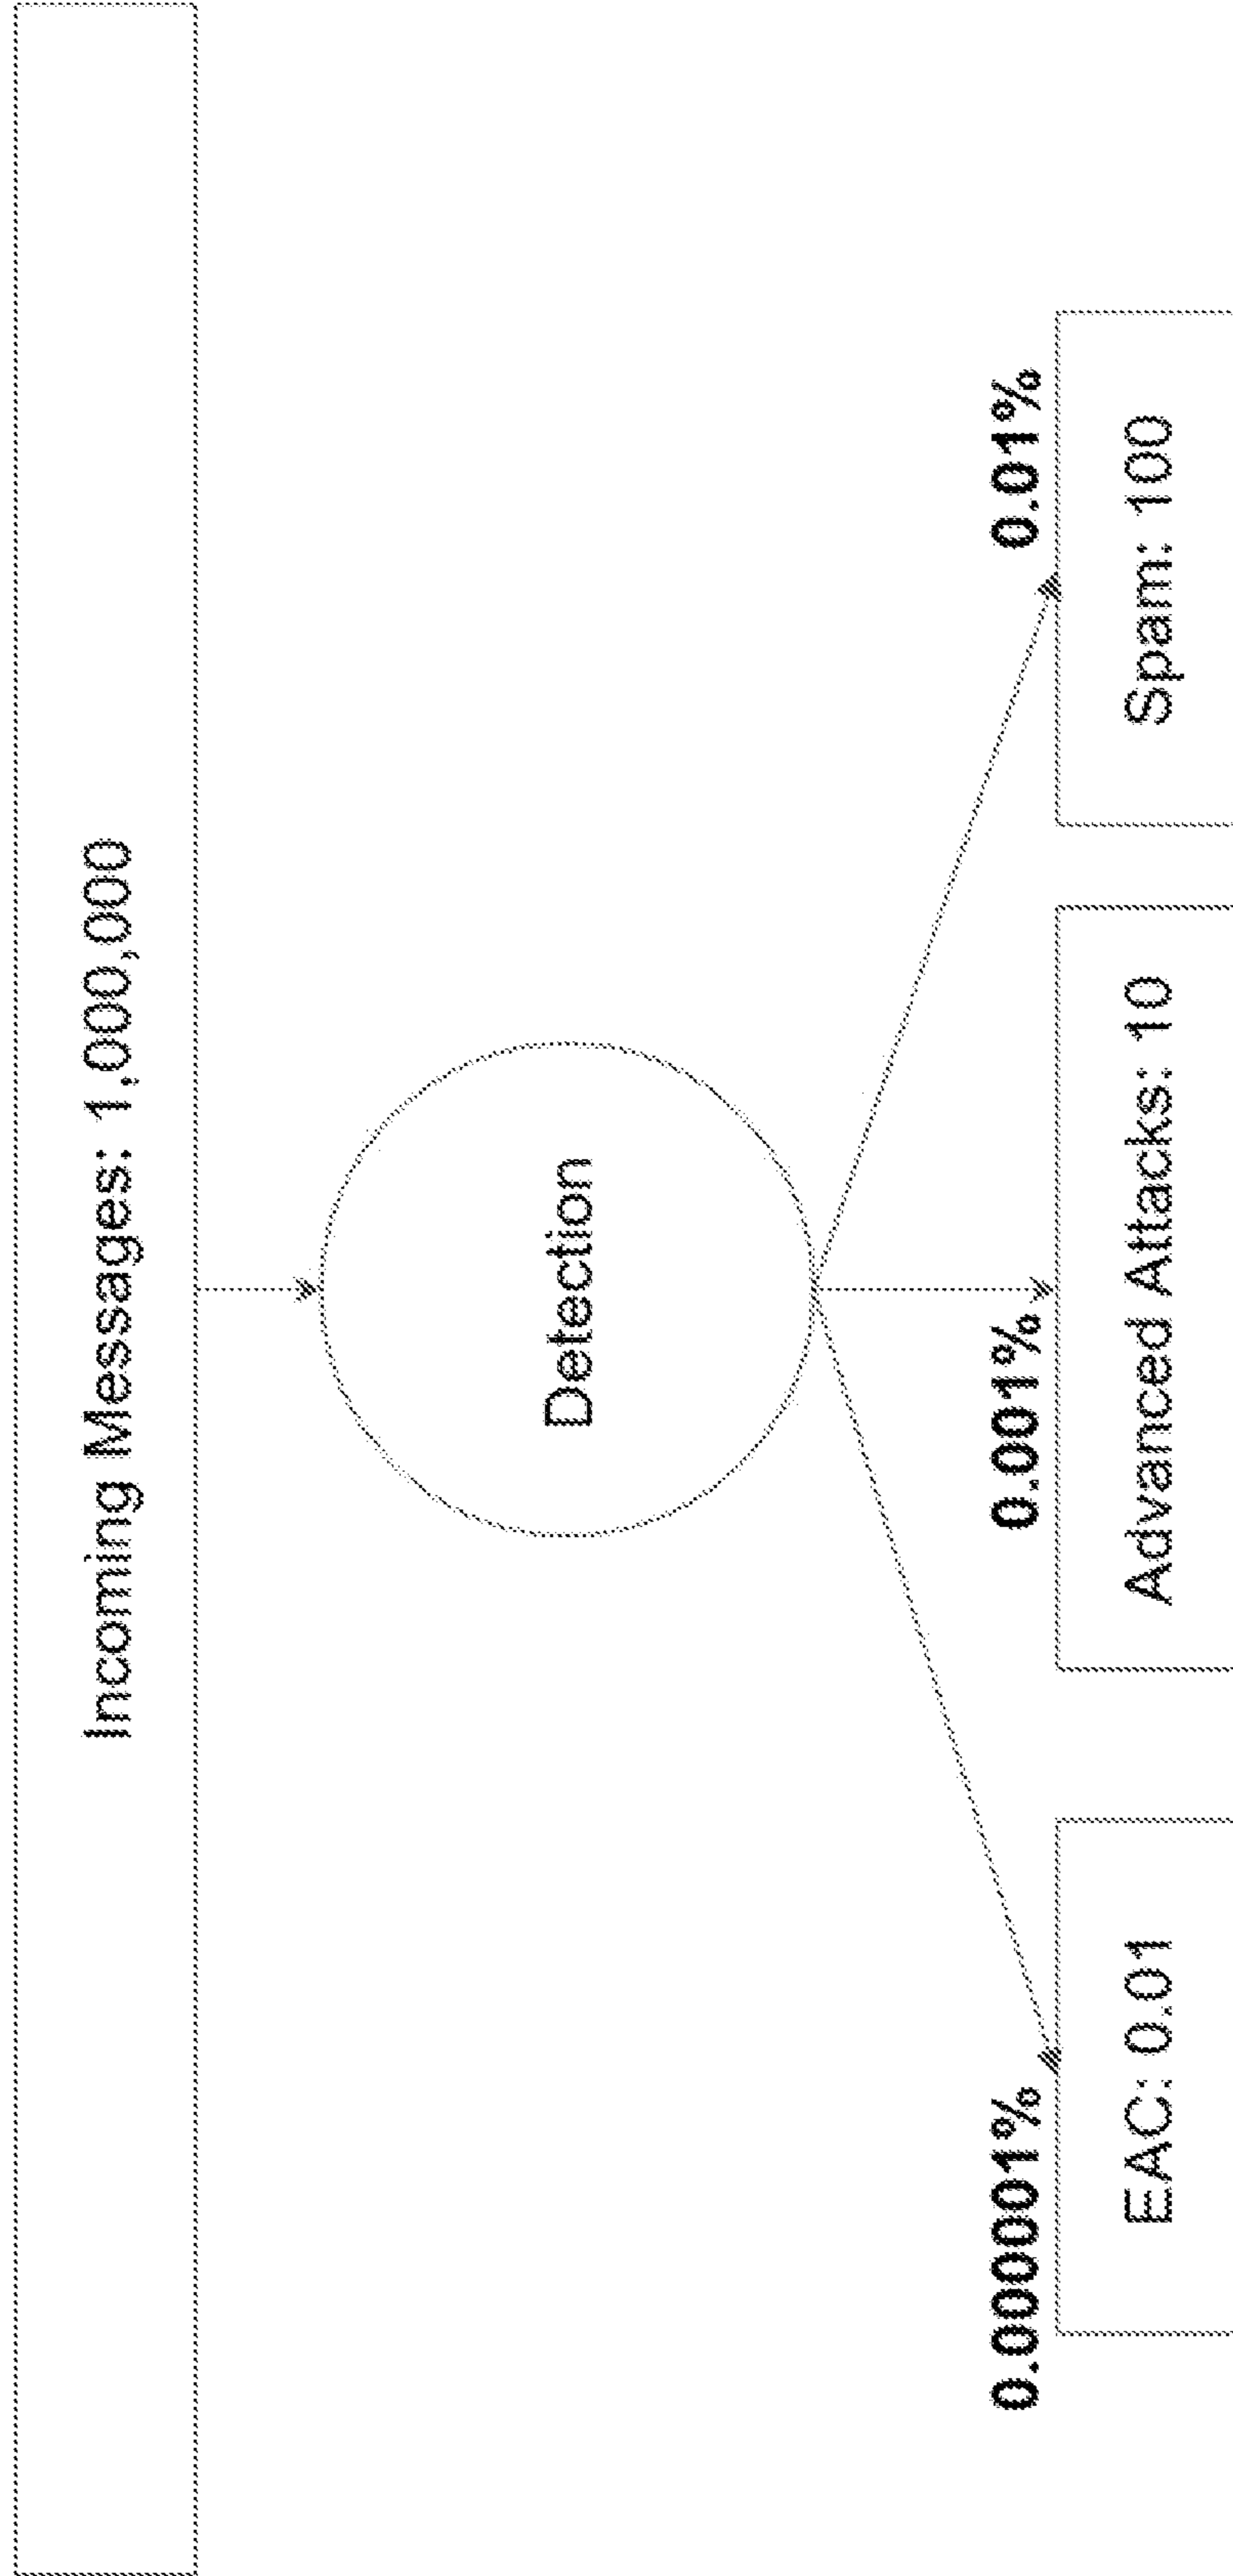 Incoming Messages: 1,000,000
Detection
0.000001%
0.001%
0.01%
EAC: 0.01
Advanced Attacks: 10
Spam: 100